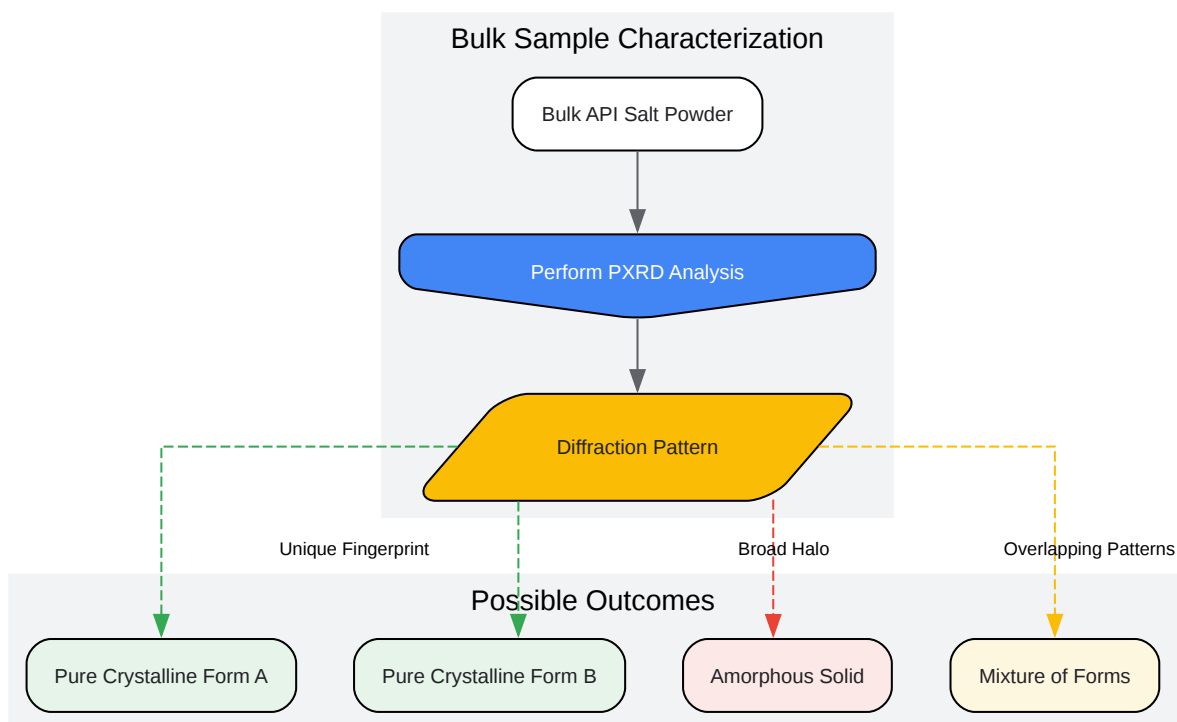 Bulk Sample Characterization
Bulk API Salt Powder
Perform PXRD Analysis
Diffraction Pattern
Unique Fingerprint
Broad Halo
Overlapping Patterns
Possible Outcomes
Pure Crystalline Form A
Pure Crystalline Form B
Amorphous Solid
Mixture of Forms